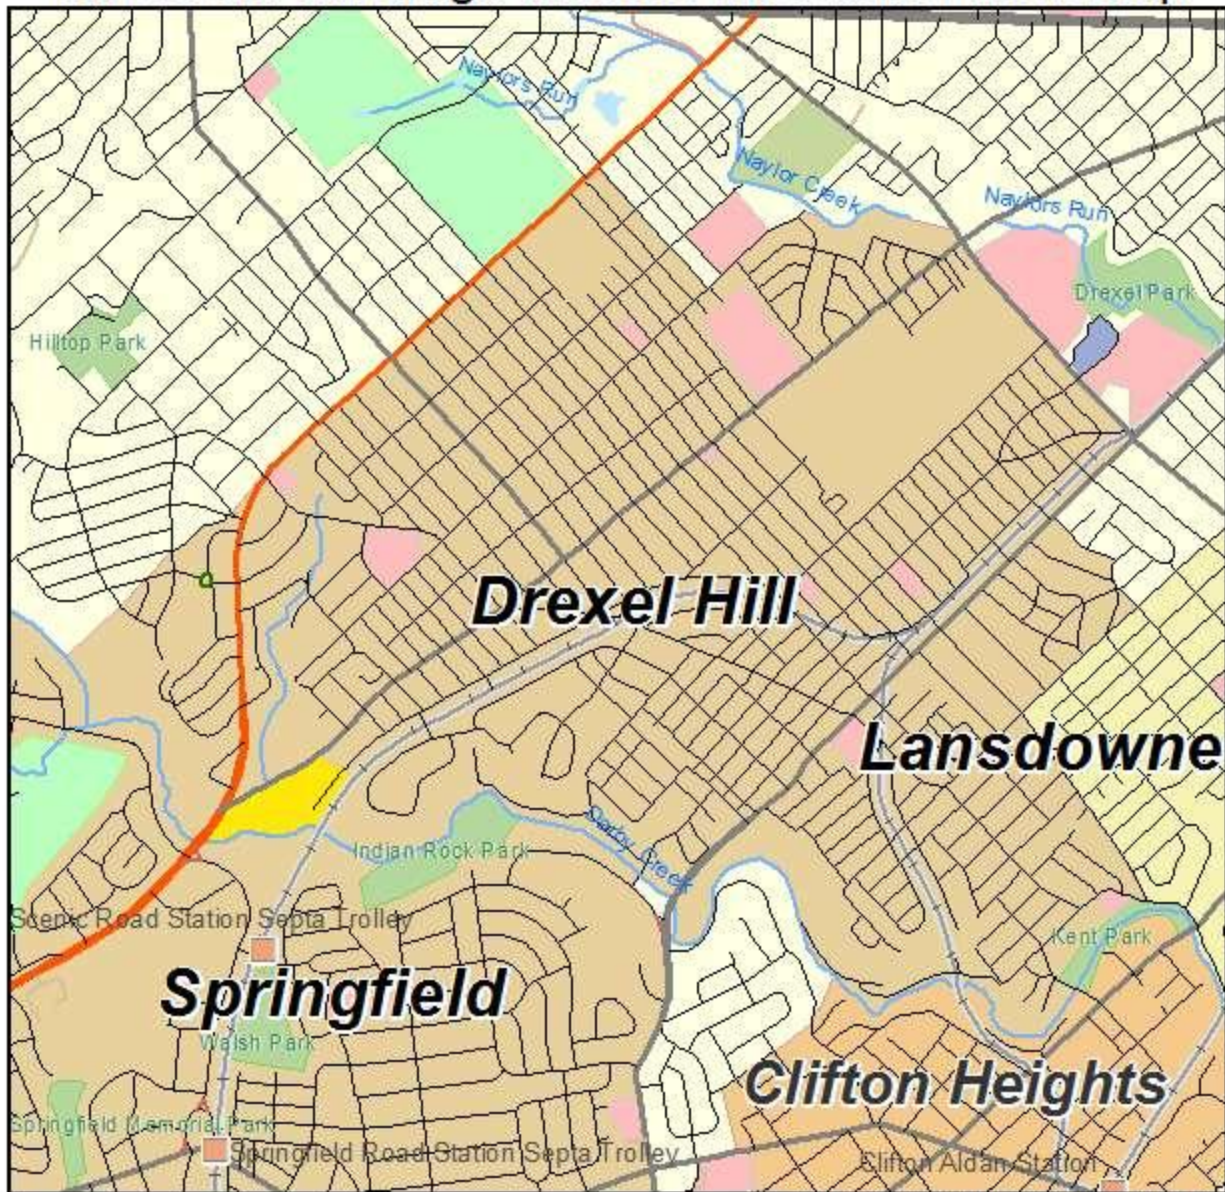 Naylors Run
Naylor Creek
Naylors Run
Drexel Park
Hilltop Park
Drexel Hill
Lansdowne
Darby Creek
Indian Rock Park
Scenic Road Station Septa Trolley
Kent Park
Springfield
Walsh Park
Clifton Heights
Springfield Memorial Park
Springfield Road Station Septa Trolley
Clifton Aldan Station